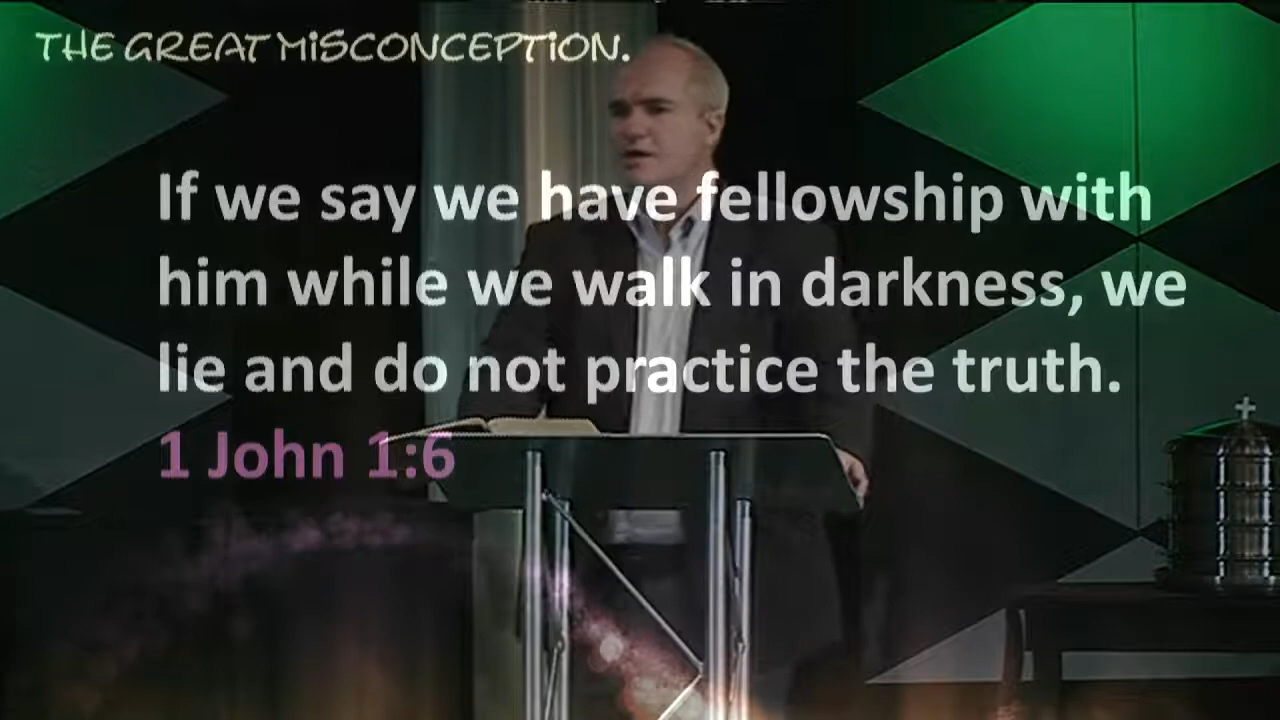 THE GREAT MISCONCEPTION.
If we say we have fellowship with
him while we walk in darkness, we
lie and do not practice the truth.
1 John 1:6